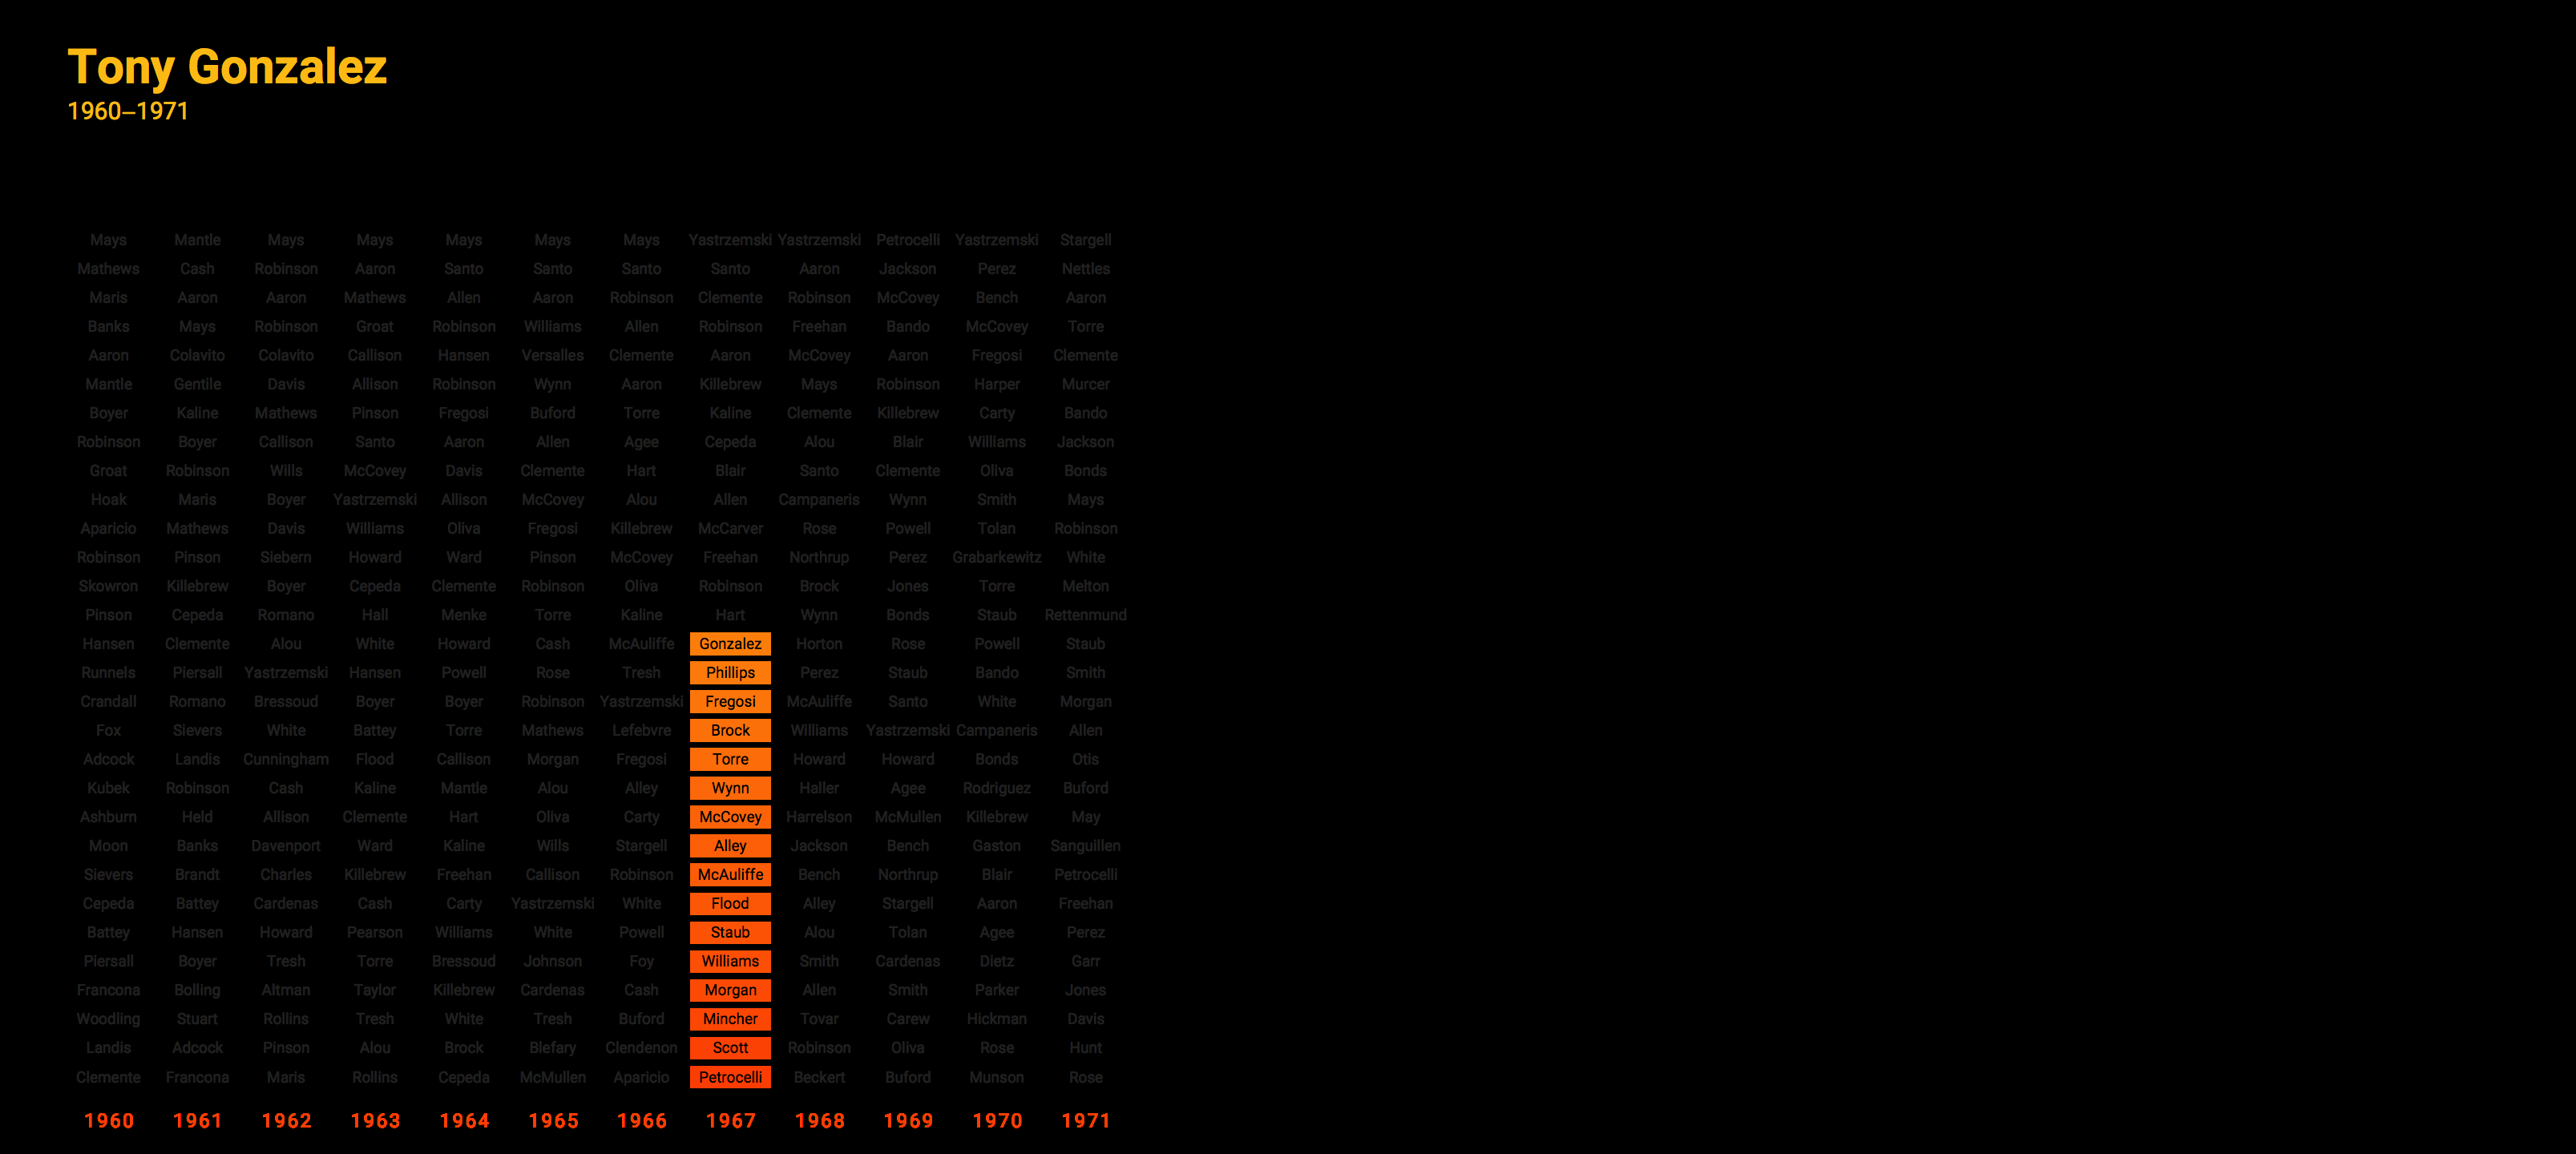 Tony Gonzalez
1960–1971
Mays Mantle Mays Mays Mays Mays Mays Yastrzemski Yastrzemski Petrocelli Yastrzemski Stargell
Mathews Cash Robinson Aaron Santo Santo Santo Santo Aaron Jackson Perez Nettles
Maris Aaron Aaron Mathews Allen Aaron Robinson Clemente Robinson McCovey Bench Aaron
Banks Mays Robinson Groat Robinson Williams Allen Robinson Freehan Bando McCovey Torre
Aaron Colavito Colavito Callison Hansen Versalles Clemente Aaron McCovey Aaron Fregosi Clemente
Mantle Gentile Davis Allison Robinson Wynn Aaron Killebrew Mays Robinson Harper Murcer
Boyer Kaline Mathews Pinson Fregosi Buford Torre Kaline Clemente Killebrew Carty Bando
Robinson Boyer Callison Santo Aaron Allen Agee Cepeda Alou Blair Williams Jackson
Groat Robinson Wills McCovey Davis Clemente Hart Blair Santo Clemente Oliva Bonds
Hoak Maris Boyer Yastrzemski Allison McCovey Alou Allen Campaneris Wynn Smith Mays
Aparicio Mathews Davis Williams Oliva Fregosi Killebrew McCarver Rose Powell Tolan Robinson
Robinson Pinson Siebern Howard Ward Pinson McCovey Freehan Northrup Perez Grabarkewitz White
Skowron Killebrew Boyer Cepeda Clemente Robinson Oliva Robinson Brock Jones Torre Melton
Pinson Cepeda Romano Hall Menke Torre Kaline Hart Wynn Bonds Staub Rettenmund
Hansen Clemente Alou White Howard Cash McAuliffe Gonzalez Horton Rose Powell Staub
Runnels Piersall Yastrzemski Hansen Powell Rose Tresh Phillips Perez Staub Bando Smith
Crandall Romano Bressoud Boyer Boyer Robinson Yastrzemski Fregosi McAuliffe Santo White Morgan
Fox Sievers White Battey Torre Mathews Lefebvre Brock Williams Yastrzemski Campaneris Allen
Adcock Landis Cunningham Flood Callison Morgan Fregosi Torre Howard Howard Bonds Otis
Kubek Robinson Cash Kaline Mantle Alou Alley Wynn Haller Agee Rodriguez Buford
Ashburn Held Allison Clemente Hart Oliva Carty McCovey Harrelson McMullen Killebrew May
Moon Banks Davenport Ward Kaline Wills Stargell Alley Jackson Bench Gaston Sanguillen
Sievers Brandt Charles Killebrew Freehan Callison Robinson McAuliffe Bench Northrup Blair Petrocelli
Cepeda Battey Cardenas Cash Carty Yastrzemski White Flood Alley Stargell Aaron Freehan
Battey Hansen Howard Pearson Williams White Powell Staub Alou Tolan Agee Perez
Piersall Boyer Tresh Torre Bressoud Johnson Foy Williams Smith Cardenas Dietz Garr
Francona Bolling Altman Taylor Killebrew Cardenas Cash Morgan Allen Smith Parker Jones
Woodling Stuart Rollins Tresh White Tresh Buford Mincher Tovar Carew Hickman Davis
Landis Adcock Pinson Alou Brock Blefary Clendenon Scott Robinson Oliva Rose Hunt
Clemente Francona Maris Rollins Cepeda McMullen Aparicio Petrocelli Beckert Buford Munson Rose
1960 1961 1962 1963 1964 1965 1966 1967 1968 1969 1970 1971